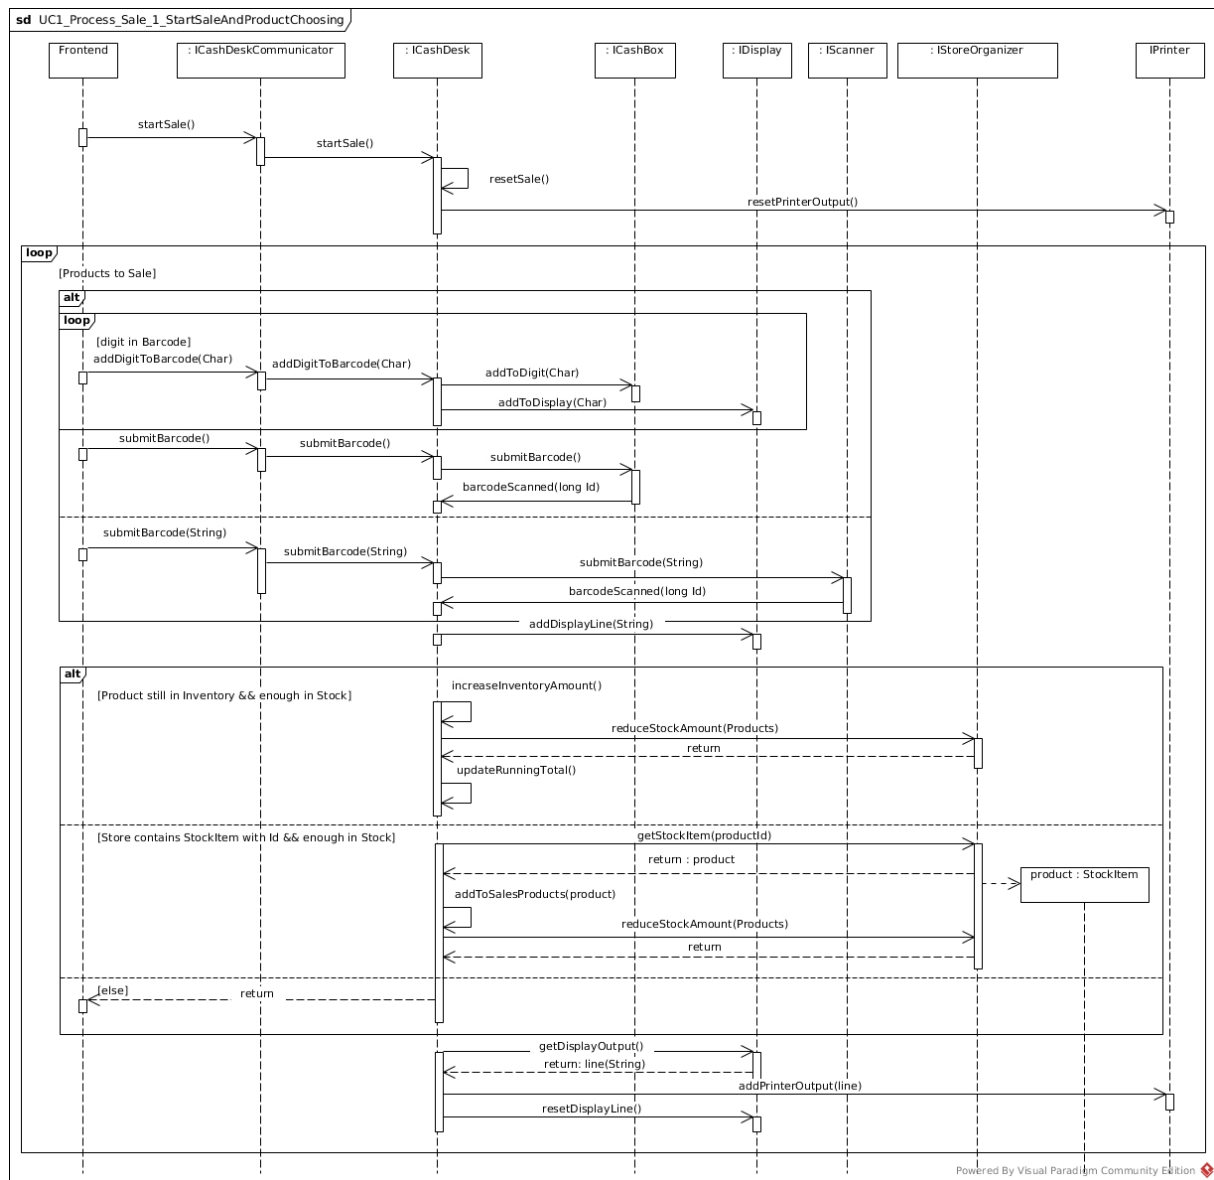 sd UC1_Process_Sale_1_StartSaleAndProductChoosing
Frontend
: ICashDeskCommunicator
: ICashDesk
: ICashBox
: IDisplay
: IScanner
: IStoreOrganizer
IPrinter
startSale()
startSale()
resetSale()
resetPrinterOutput()
loop
[Products to Sale]
alt
loop
[digit in Barcode]
addDigitToBarcode(Char)
addDigitToBarcode(Char)
addToDigit(Char)
addToDisplay(Char)
submitBarcode()
submitBarcode()
submitBarcode()
barcodeScanned(long Id)
submitBarcode(String)
submitBarcode(String)
submitBarcode(String)
barcodeScanned(long Id)
addDisplayLine(String)
alt
[Product still in Inventory && enough in Stock]
increaseInventoryAmount()
reduceStockAmount(Products)
return
updateRunningTotal()
[Store contains StockItem with Id && enough in Stock]
getStockItem(productId)
return : product
product : StockItem
addToSalesProducts(product)
reduceStockAmount(Products)
return
[else]
return
getDisplayOutput()
return: line(String)
addPrinterOutput(line)
resetDisplayLine()
Powered By Visual Paradigm Community Edition